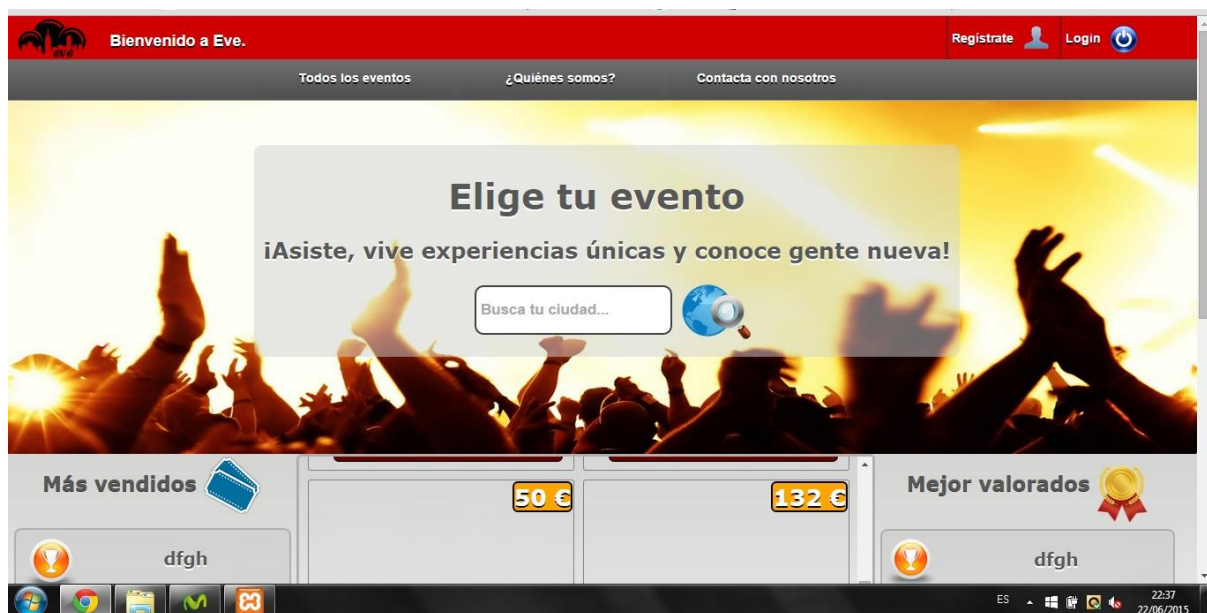 eve
Bienvenido a Eve.
Regístrate
Login
Todos los eventos
¿Quiénes somos?
Contacta con nosotros
Elige tu evento
¡Asiste, vive experiencias únicas y conoce gente nueva!
Busca tu ciudad...
Más vendidos
50 €
132 €
Mejor valorados
dfgh
dfgh
ES
22:37
22/06/2015